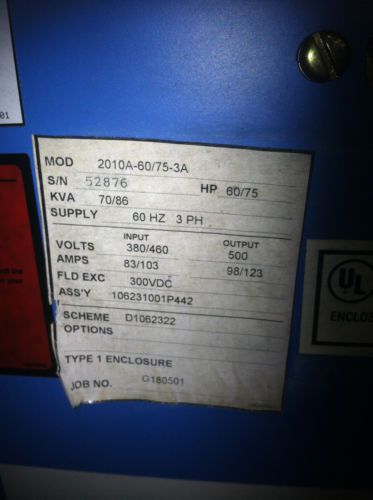 01
MOD 2010A-60/75-3A
S/N 52876 HP 60/75
KVA 70/86
SUPPLY 60 HZ 3 PH
INPUT OUTPUT
VOLTS 380/460 500
AMPS 83/103 98/123
FLD EXC 300VDC
ASS'Y 106231001P442
SCHEME D1062322
OPTIONS
TYPE 1 ENCLOSURE
JOB NO. G180501
UL
ENCLOS